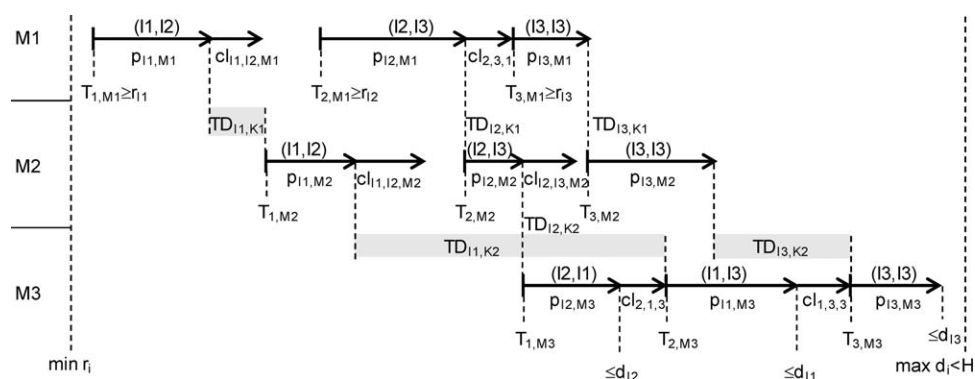 M1 (I1,I2) (I2,I3) (I3,I3)
pI1,M1 clI1,I2,M1 pI2,M1 cl2,3,1 pI3,M1
T1,M1≥rI1 T2,M1≥rI2 T3,M1≥rI3
TDI1,K1 TDI2,K1 TDI3,K1
M2 (I1,I2) (I2,I3) (I3,I3)
pI1,M2 clI1,I2,M2 pI2,M2 clI2,I3,M2 pI3,M2
T1,M2 T2,M2 T3,M2
TDI2,K2
TDI1,K2 TDI3,K2
M3 (I2,I1) (I1,I3) (I3,I3)
pI2,M3 cl2,1,3 pI1,M3 cl1,3,3 pI3,M3
T1,M3 T2,M3 T3,M3 ≤dI3
min ri ≤dI2 ≤dI1 max di<H